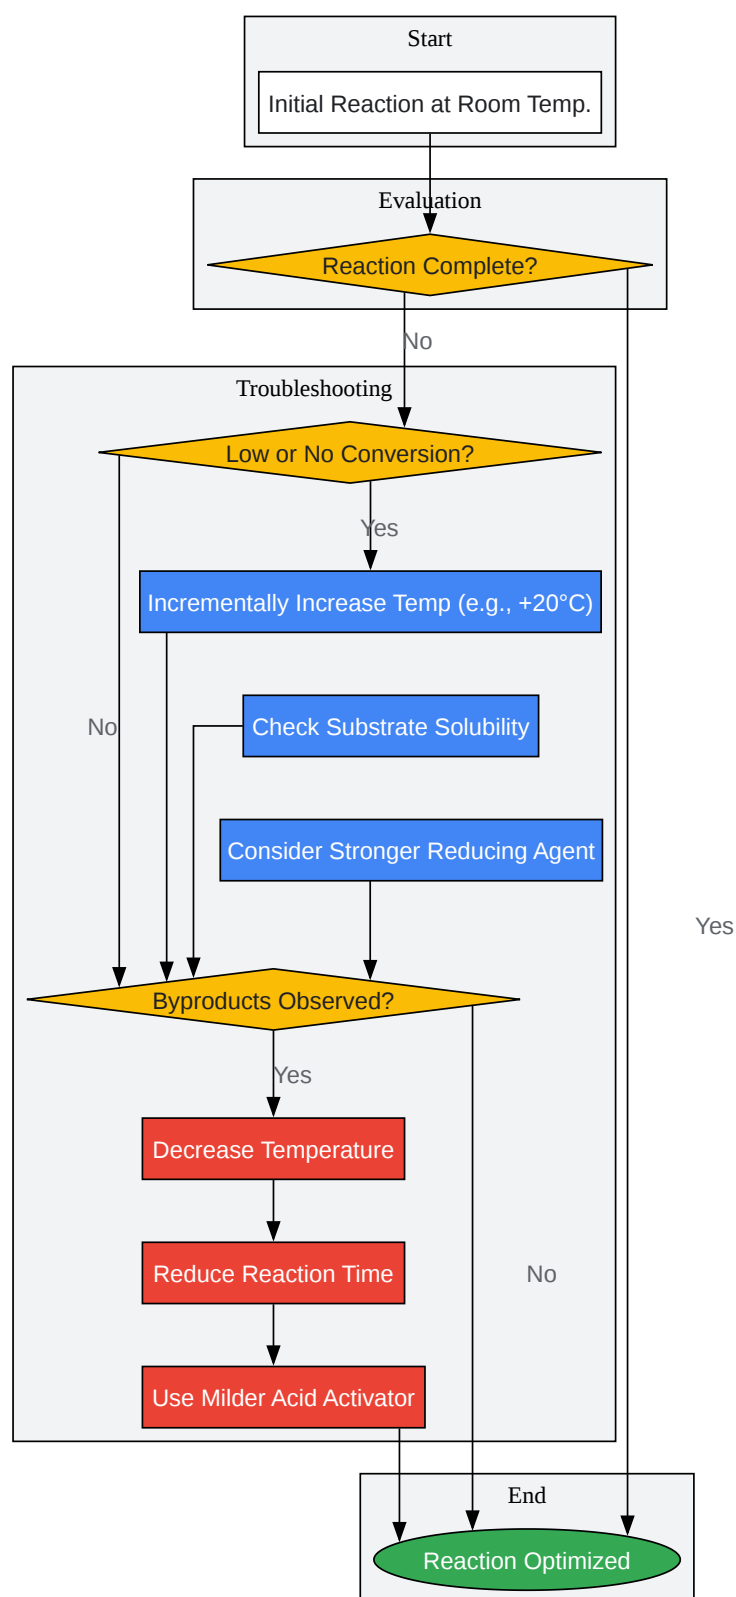 Start
Initial Reaction at Room Temp.
Evaluation
Reaction Complete?
No
Troubleshooting
Low or No Conversion?
Yes
Incrementally Increase Temp (e.g., +20°C)
No
Check Substrate Solubility
Consider Stronger Reducing Agent
Yes
Byproducts Observed?
Yes
Decrease Temperature
Reduce Reaction Time
No
Use Milder Acid Activator
End
Reaction Optimized